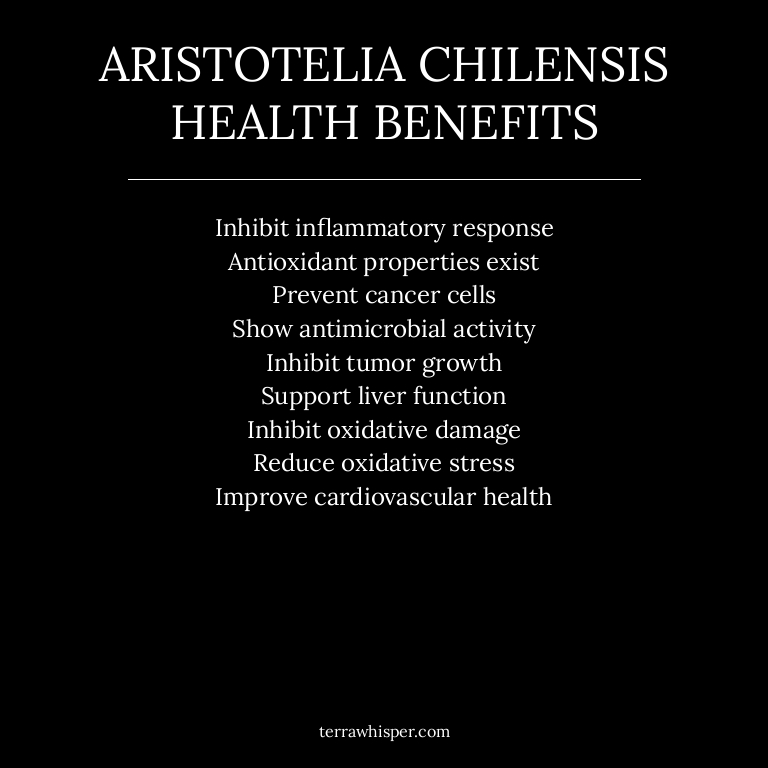 ARISTOTELIA CHILENSIS
HEALTH BENEFITS
Inhibit inflammatory response
Antioxidant properties exist
Prevent cancer cells
Show antimicrobial activity
Inhibit tumor growth
Support liver function
Inhibit oxidative damage
Reduce oxidative stress
Improve cardiovascular health
terrawhisper.com